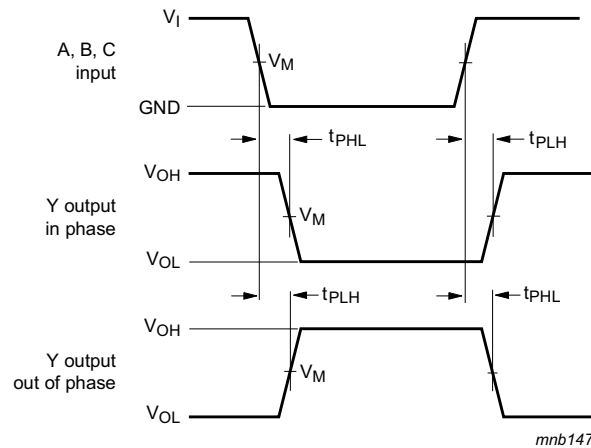 V_I
A, B, C
input
V_M
GND
t_PHL
t_PLH
V_OH
Y output
in phase
V_M
V_OL
t_PLH
t_PHL
V_OH
Y output
out of phase
V_M
V_OL
mnb147